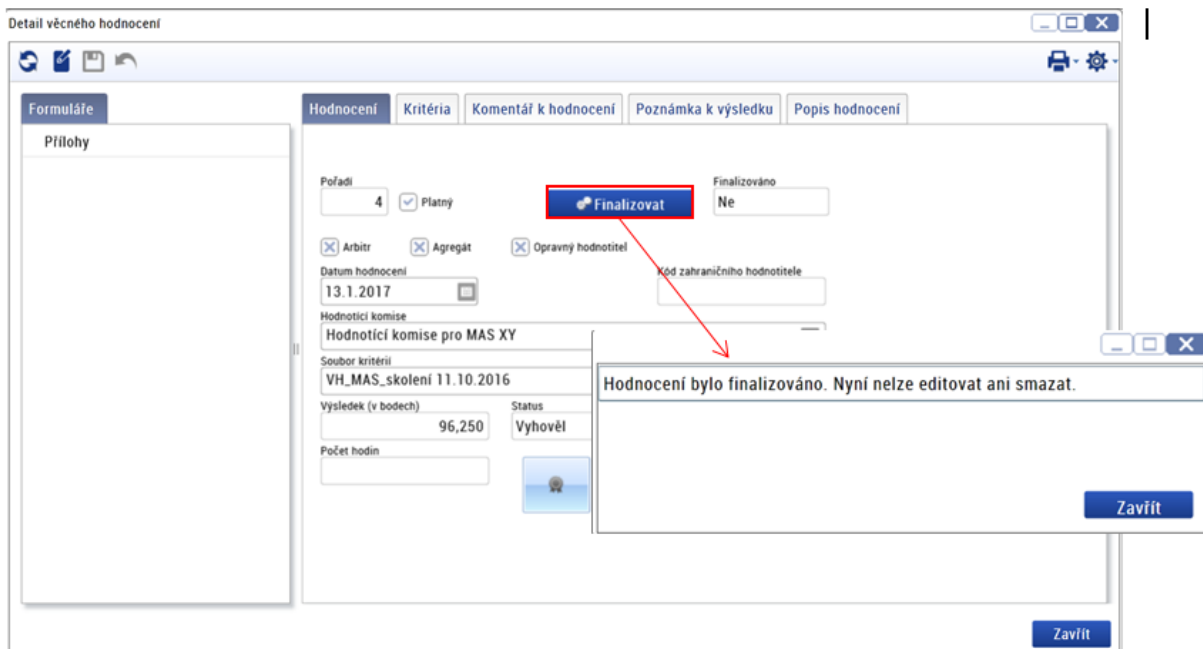 Detail věcného hodnocení
Formuláře
Přílohy
Hodnocení Kritéria Komentář k hodnocení Poznámka k výsledku Popis hodnocení
Pořadí
4 Platný
Finalizovat
Finalizováno
Ne
Arbitr Agregát Opravný hodnotitel
Datum hodnocení
13.1.2017
Kód zahraničního hodnotitele
Hodnotící komise
Hodnotící komise pro MAS XY
Soubor kritérií
VH_MAS_skolení 11.10.2016
Výsledek (v bodech) Status
96,250 Vyhověl
Počet hodin
Hodnocení bylo finalizováno. Nyní nelze editovat ani smazat.
Zavřít
Zavřít